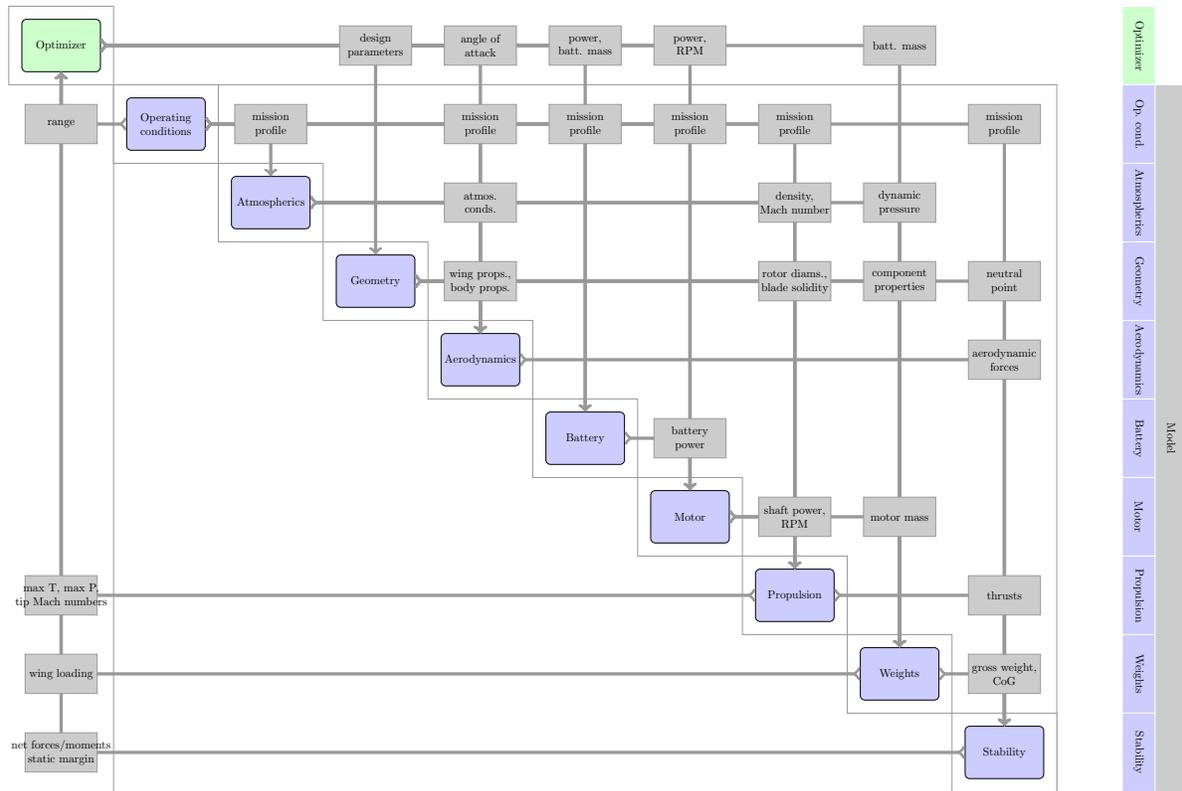 Optimizer
design
parameters
angle of
attack
power,
batt. mass
power,
RPM
batt. mass
range
Operating
conditions
mission
profile
mission
profile
mission
profile
mission
profile
mission
profile
mission
profile
Atmospherics
atmos.
conds.
density,
Mach number
dynamic
pressure
Geometry
wing props.,
body props.
rotor diams.,
blade solidity
component
properties
neutral
point
Aerodynamics
aerodynamic
forces
Battery
battery
power
Motor
shaft power,
RPM
motor mass
max T, max P,
tip Mach numbers
Propulsion
thrusts
wing loading
Weights
gross weight,
CoG
net forces/moments
static margin
Stability
Optimizer
Op. cond.
Atmospherics
Geometry
Aerodynamics
Battery
Motor
Propulsion
Weights
Stability
Model